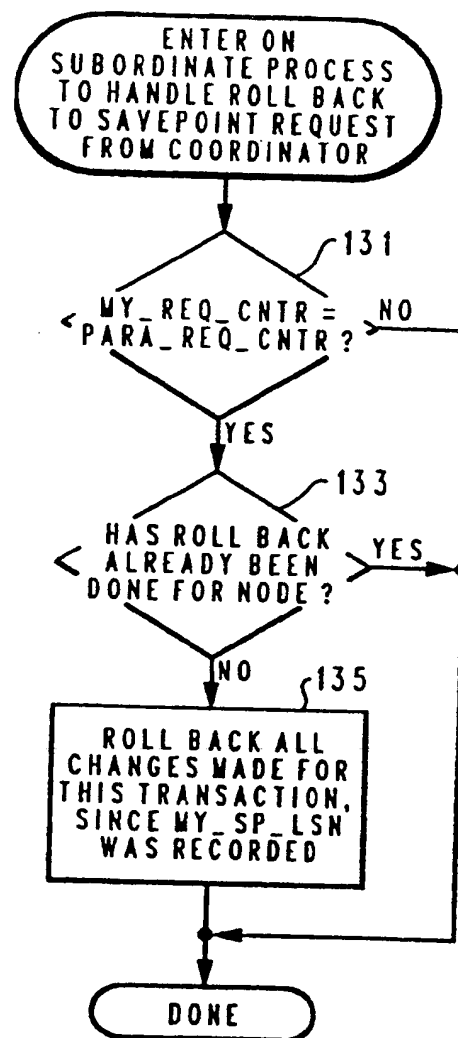 ENTER ON
SUBORDINATE PROCESS
TO HANDLE ROLL BACK
TO SAVEPOINT REQUEST
FROM COORDINATOR
131
MY_REQ_CNTR =
PARA_REQ_CNTR ?
NO
YES
133
HAS ROLL BACK
ALREADY BEEN
DONE FOR NODE ?
YES
NO
135
ROLL BACK ALL
CHANGES MADE FOR
THIS TRANSACTION,
SINCE MY_SP_LSN
WAS RECORDED
DONE